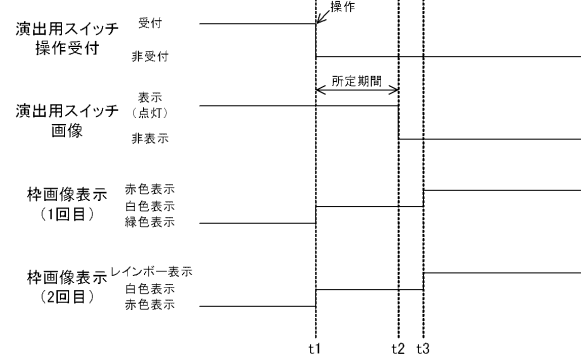 操作
演出用スイッチ
操作受付
受付
非受付
所定期間
演出用スイッチ
画像
表示
(点灯)
非表示
枠画像表示
(1回目)
赤色表示
白色表示
緑色表示
枠画像表示
(2回目)
レインボー表示
白色表示
赤色表示
t1 t2 t3